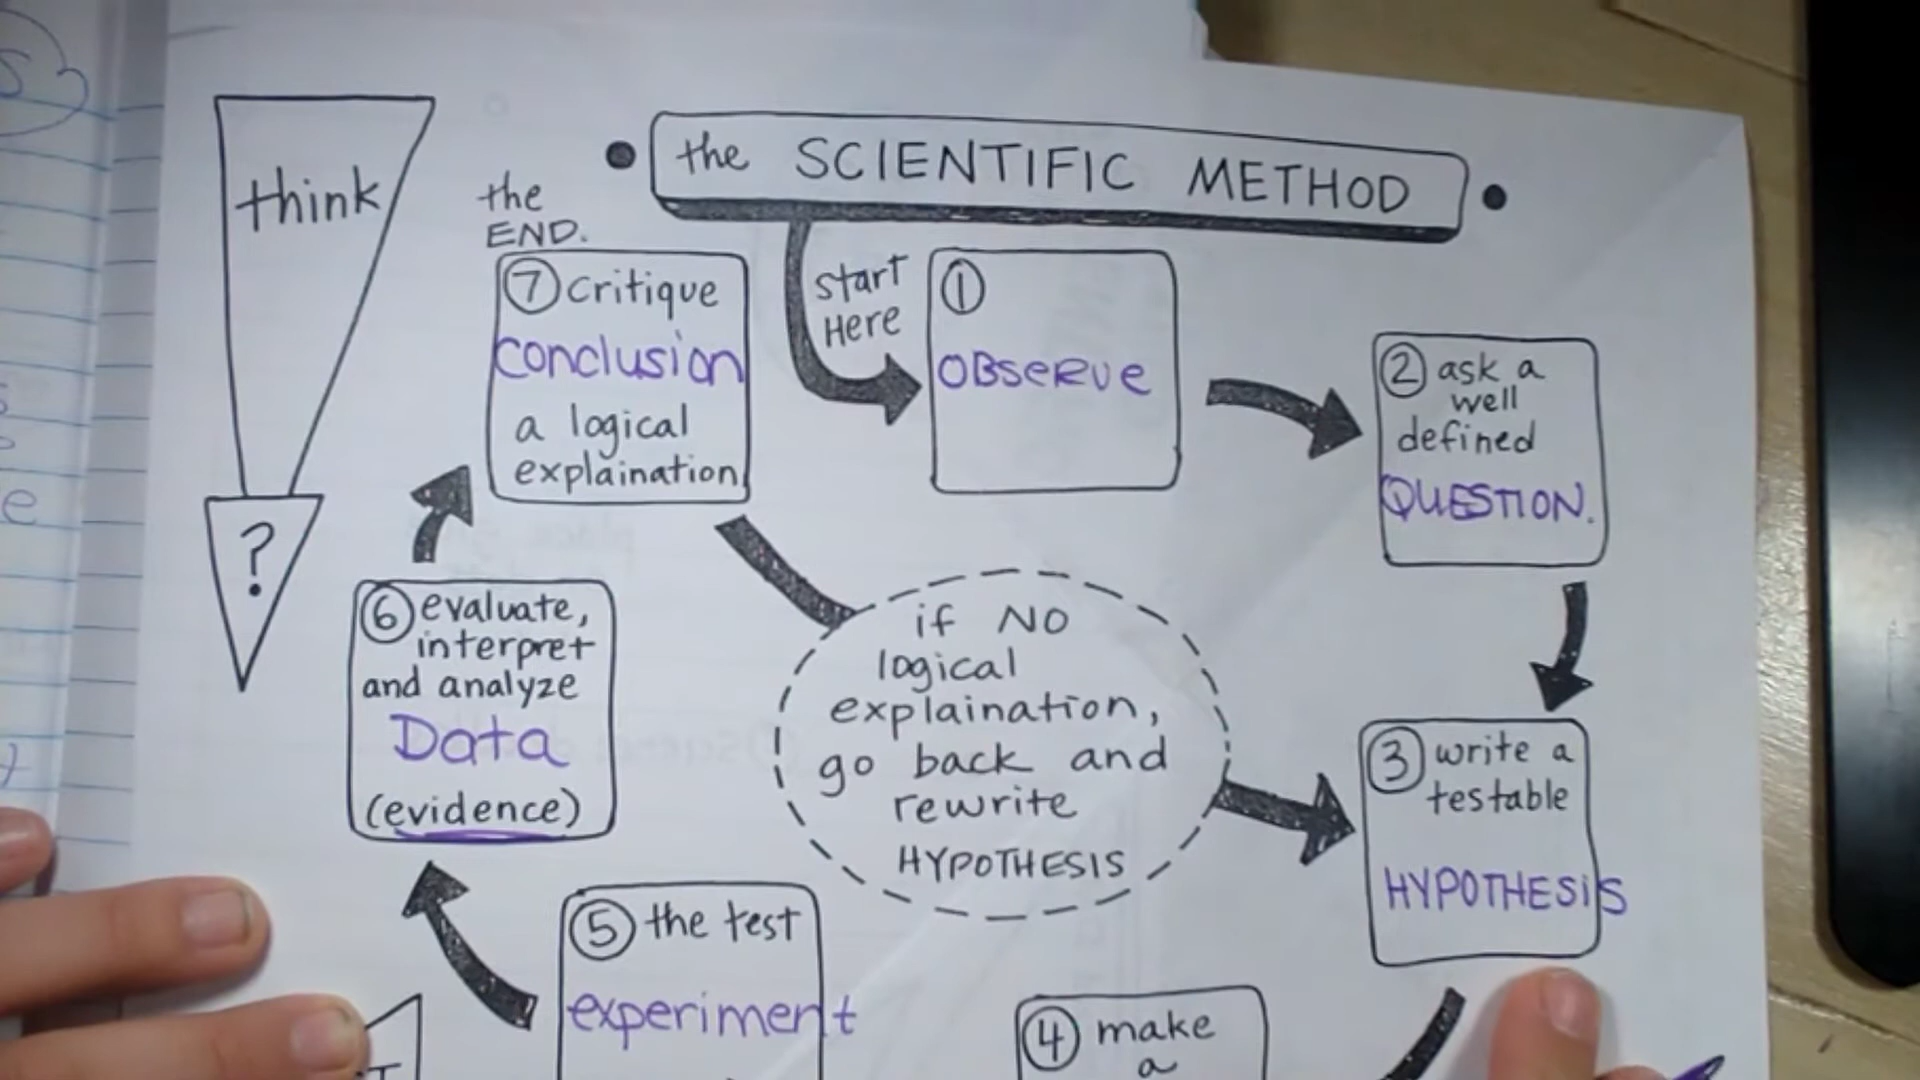 the SCIENTIFIC METHOD
think
?
the
END.
start
Here
① 
OBSERVE
② ask a
well
defined
QUESTION.
③ write a
testable
HYPOTHESIS
④ make
a
⑤ the test
experiment
⑥ evaluate,
interpret
and analyze
Data
(evidence)
⑦ critique
conclusion
a logical
explaination
if NO
logical
explaination,
go back and
rewrite
HYPOTHESIS